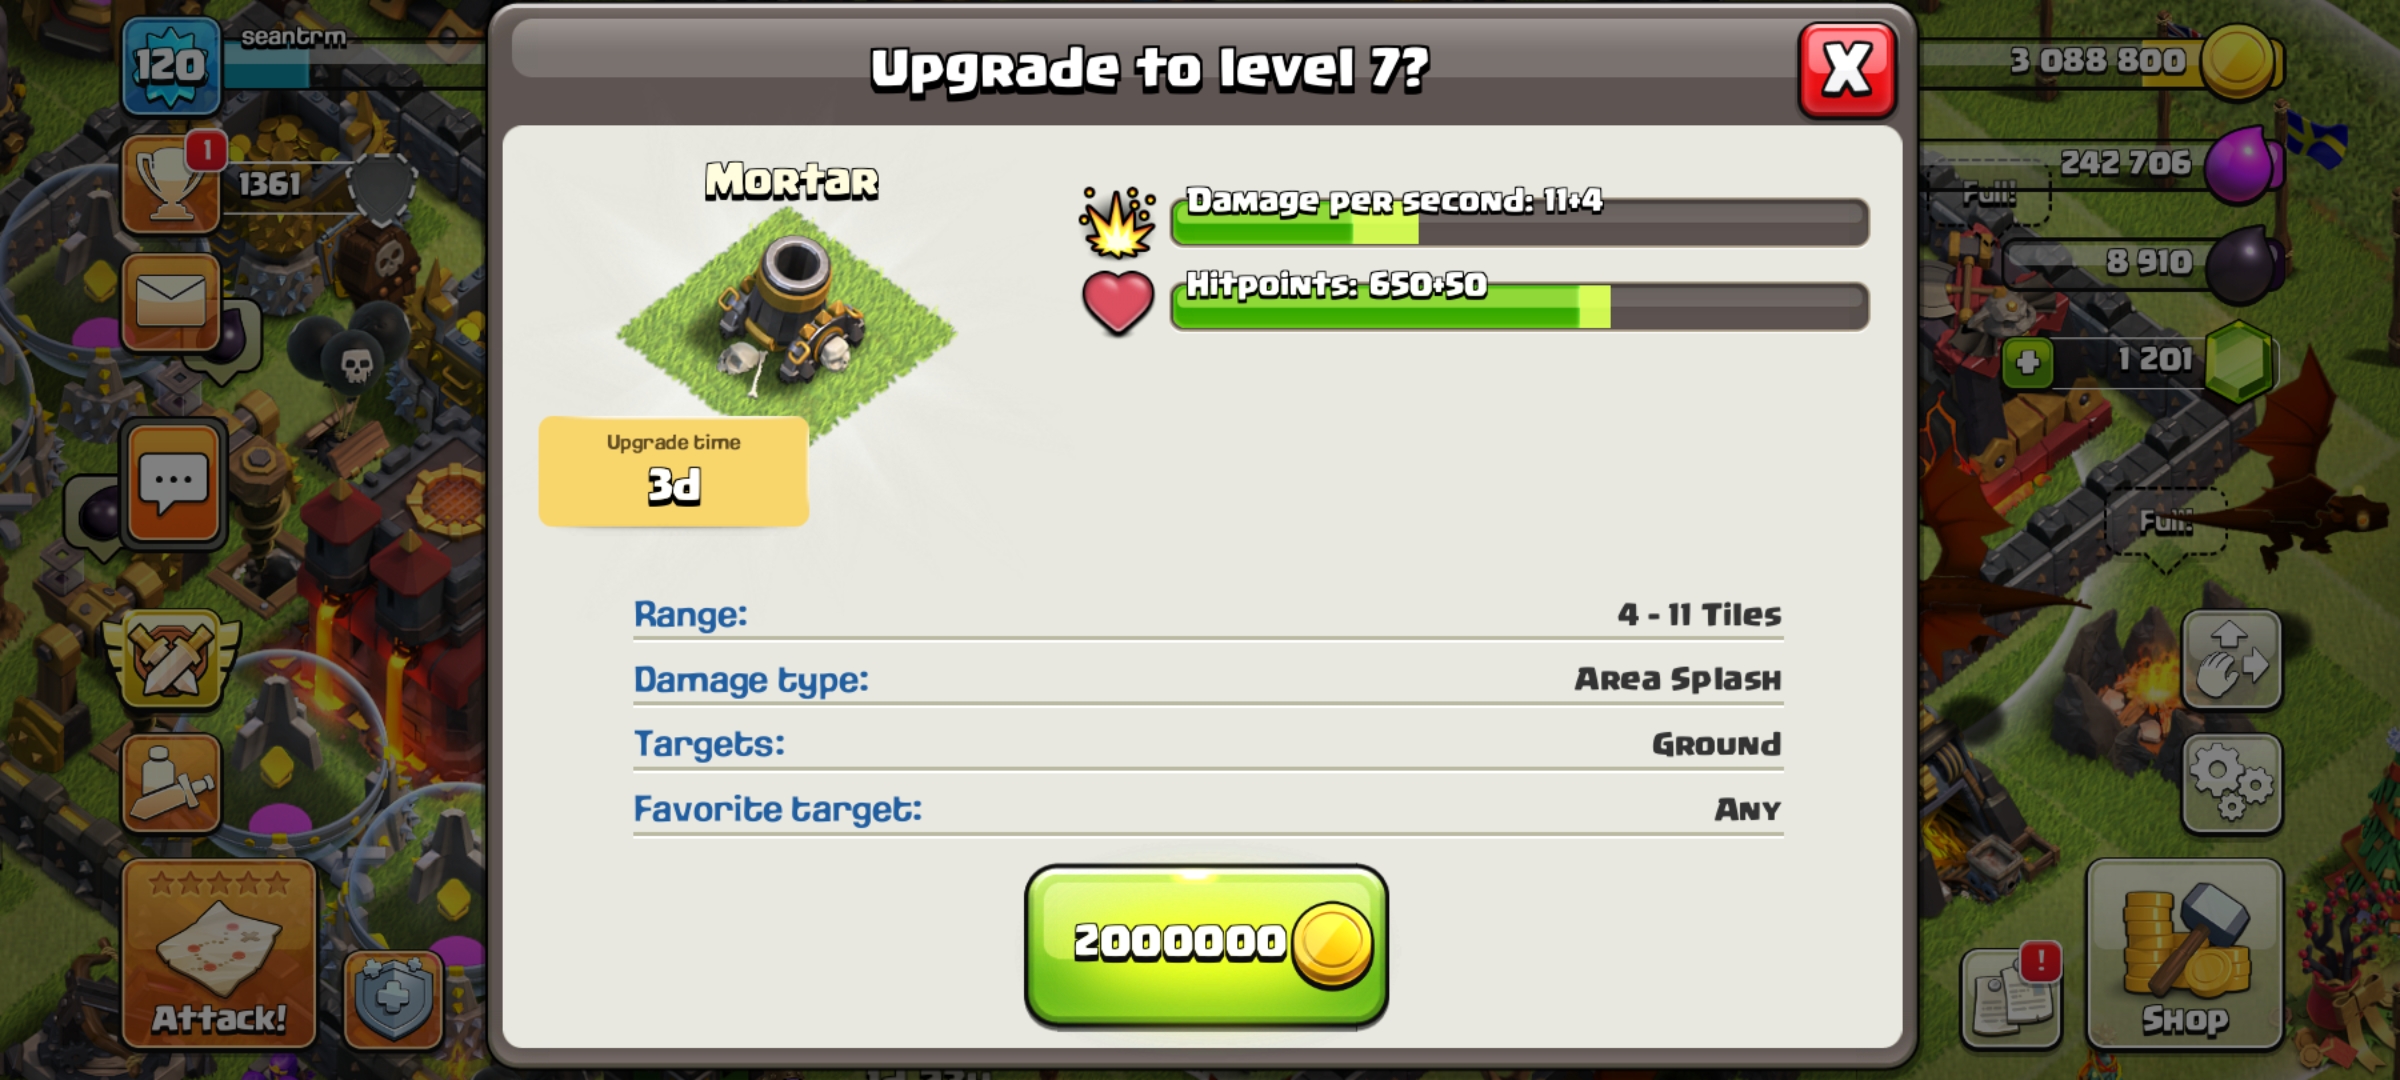 120
seantrm
Upgrade to level 7?
X
3 088 800
1
1361
Mortar
Damage per second: 11+4
242 706
Full!
Hitpoints: 650+50
8 910
1 201
Upgrade time
3d
Full!
Range:
4 - 11 Tiles
Damage type:
Area Splash
Targets:
Ground
Favorite target:
Any
2000000
Attack!
!
Shop